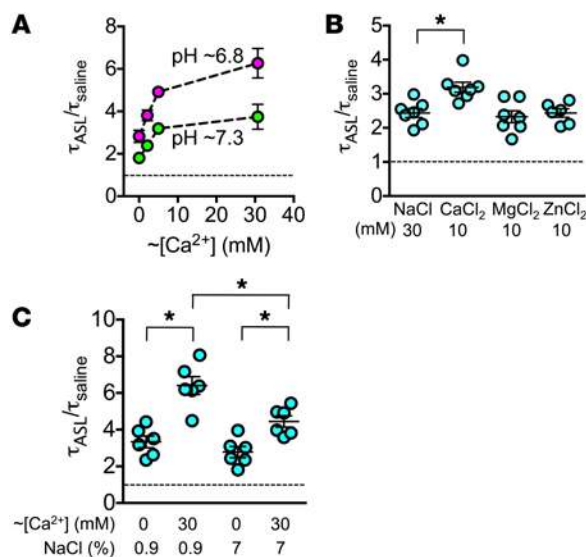 A
τASL/τsaline
8
6
4
2
0
pH ~6.8
pH ~7.3
0 10 20 30 40
~[Ca²⁺] (mM)
B
τASL/τsaline
5
4
3
2
1
0
*
NaCl CaCl₂ MgCl₂ ZnCl₂
(mM) 30 10 10 10
C
τASL/τsaline
10
8
6
4
2
0
* * *
~[Ca²⁺] (mM) 0 30 0 30
NaCl (%) 0.9 0.9 7 7